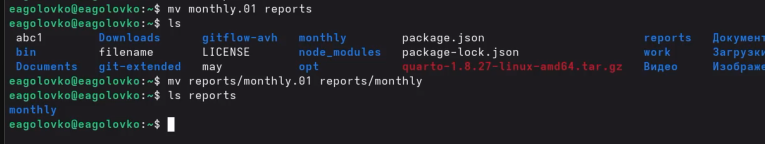 eagolovko@eagolovko:~$ mv monthly.01 reports
eagolovko@eagolovko:~$ ls
abc1 Downloads gitflow-avh monthly package.json reports Документ
bin filename LICENSE node_modules package-lock.json work Загрузки
Documents git-extended may opt quarto-1.8.27-linux-amd64.tar.gz Видео Изображе
eagolovko@eagolovko:~$ mv reports/monthly.01 reports/monthly
eagolovko@eagolovko:~$ ls reports
monthly
eagolovko@eagolovko:~$